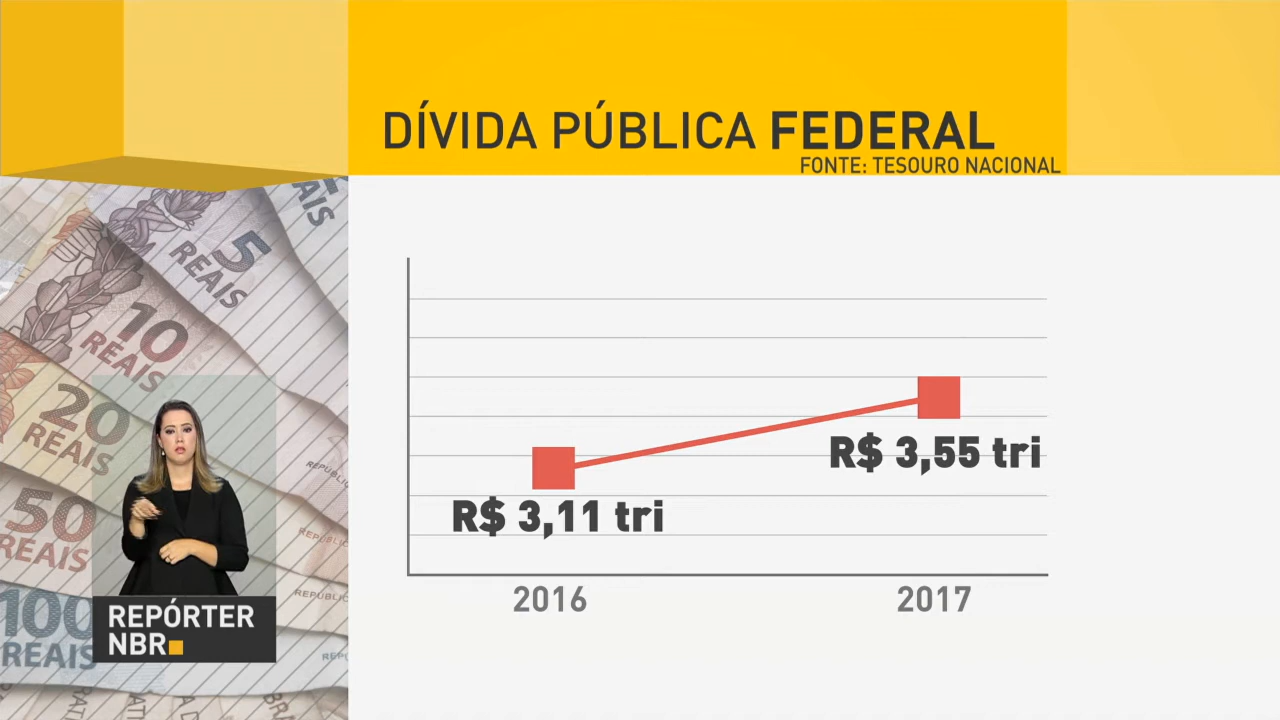 DÍVIDA PÚBLICA FEDERAL
FONTE: TESOURO NACIONAL
AIS
5
REAIS
10
REAIS
20
REAIS
50
REAIS
100
REAIS
R$ 3,55 tri
R$ 3,11 tri
2016
2017
REPÓRTER
NBR